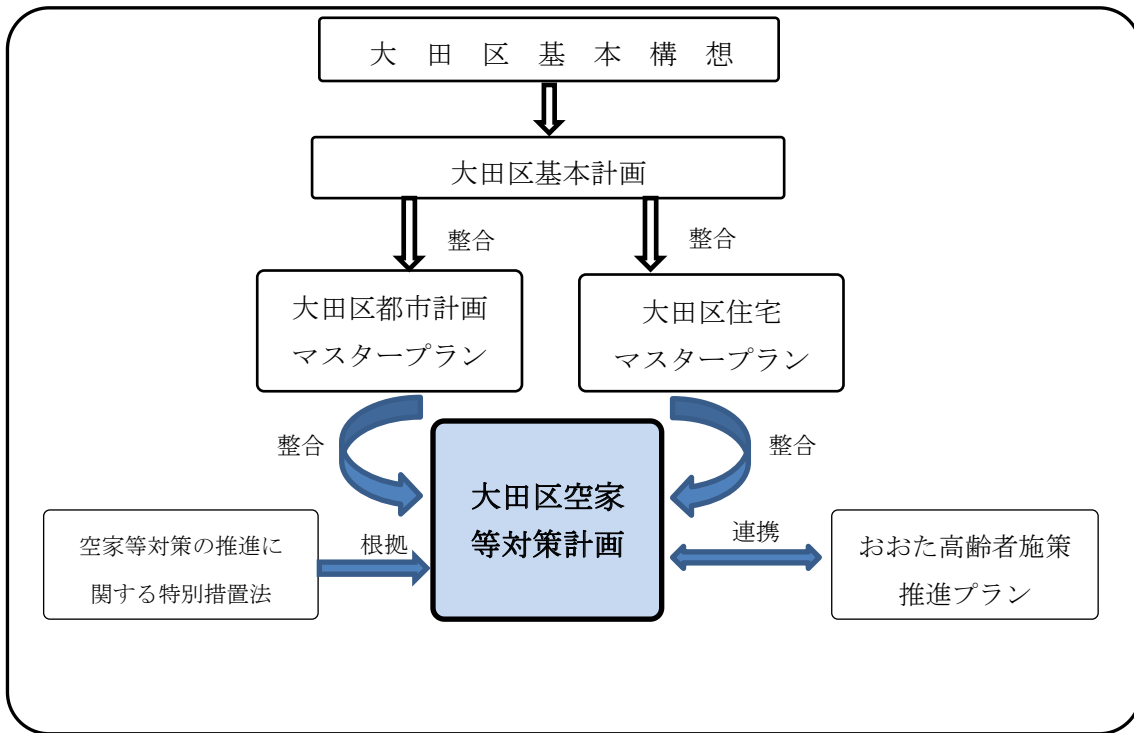 大田区基本構想
大田区基本計画
整合
整合
大田区都市計画
マスタープラン
大田区住宅
マスタープラン
整合
整合
大田区空家
等対策計画
空家等対策の推進に
関する特別措置法
根拠
連携
おおた高齢者施策
推進プラン